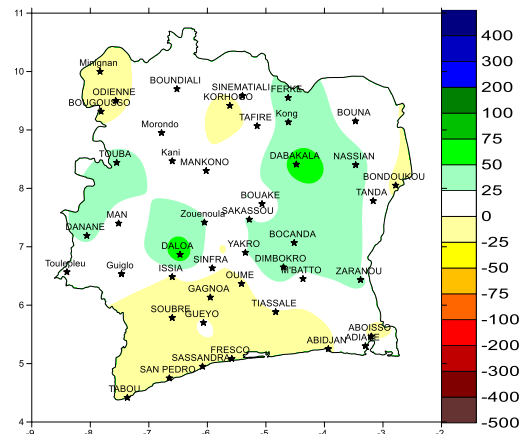 11
10
9
8
7
6
5
4
-9 -8 -7 -6 -5 -4 -3 -2
Minignan
BOUNDIALI
ODIENNE
SINEMATIALI
FERKE
BOUGOUSSO
KORHOGO
Kong
BOUNA
TAFIRE
Morondo
TOUBA
Kani
MANKONO
DABAKALA
NASSIAN
BONDOUKOU
TANDA
BOUAKE
Zouenoula
SAKASSOU
MAN
DANANE
DALOA
YAKRO
BOCANDA
Toulepleu
Guiglo
ISSIA
SINFRA
DIMBOKRO
M'BATTO
ZARANOU
OUME
GAGNOA
SOUBRE
GUEYO
TIASSALE
ABOISSO
ADIAKE
ABIDJAN
FRESCO
SASSANDRA
SAN PEDRO
TABOU
400
300
200
100
75
50
25
0
-25
-50
-75
-100
-200
-300
-400
-500